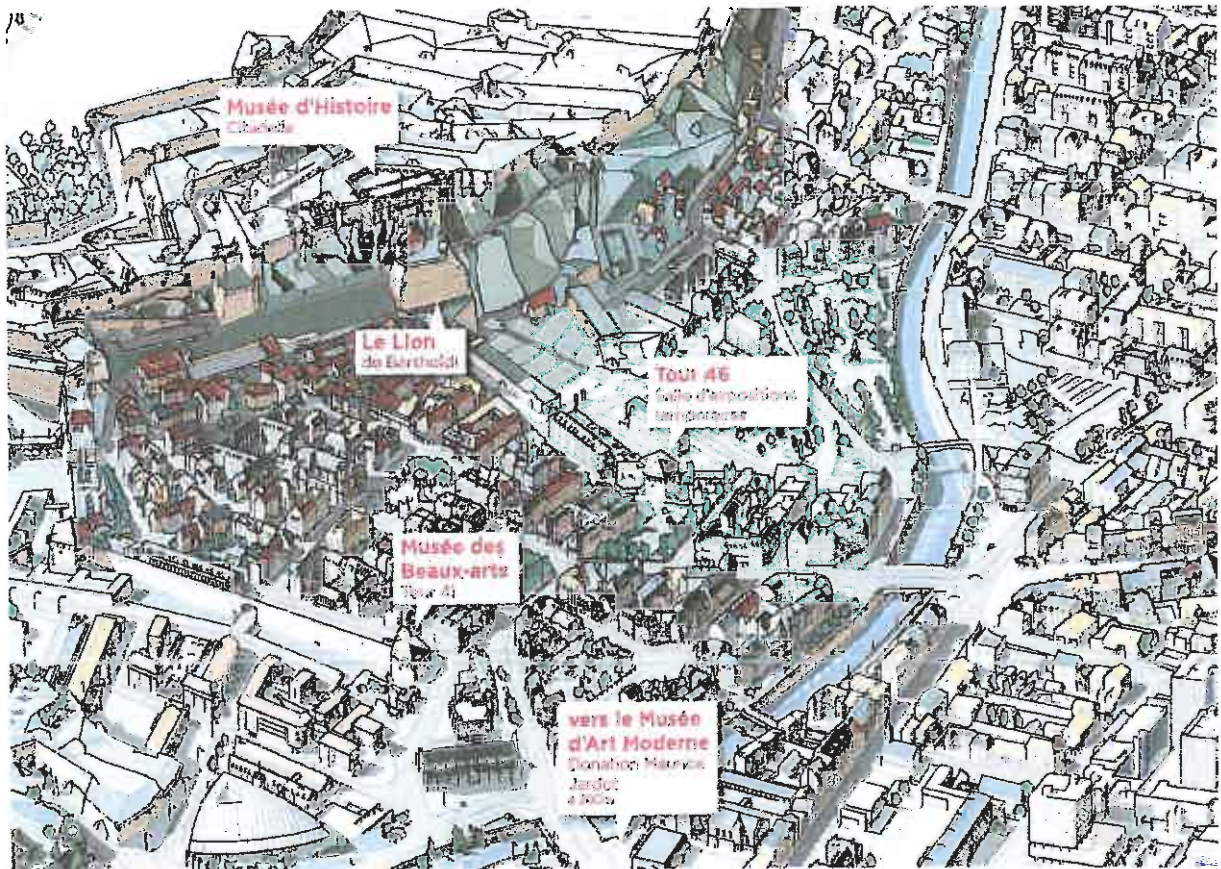 Musée d'Histoire
Citadelle
Le Lion
de Bartholdi
Tour 46
Salle d'expositions
temporaires
Musée des
Beaux-arts
Tour 41
vers le Musée
d'Art Moderne
Donation Maurice
Jardot